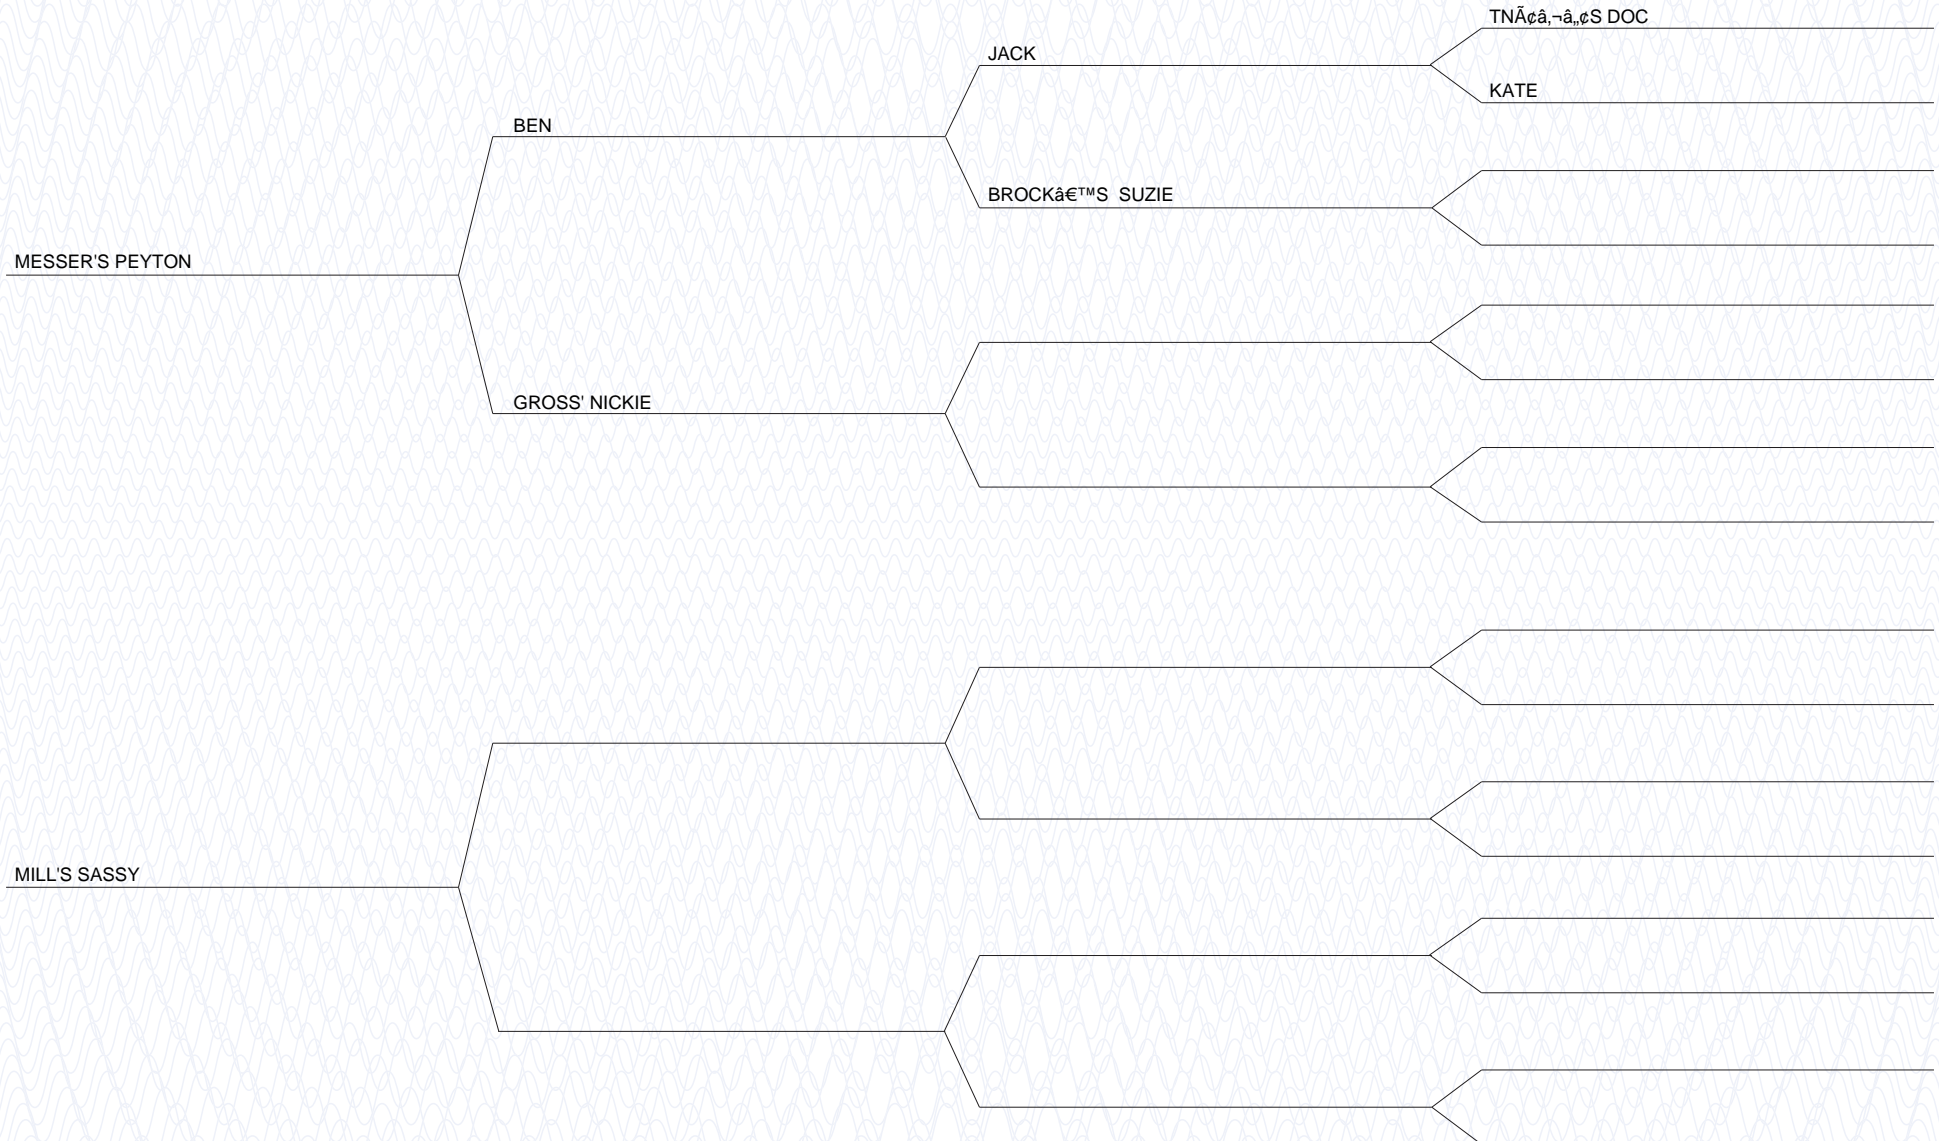 TNÃ¢â‚¬â„¢S DOC
JACK
KATE
BEN
BROCKâ€™S SUZIE
MESSER'S PEYTON
GROSS' NICKIE
MILL'S SASSY